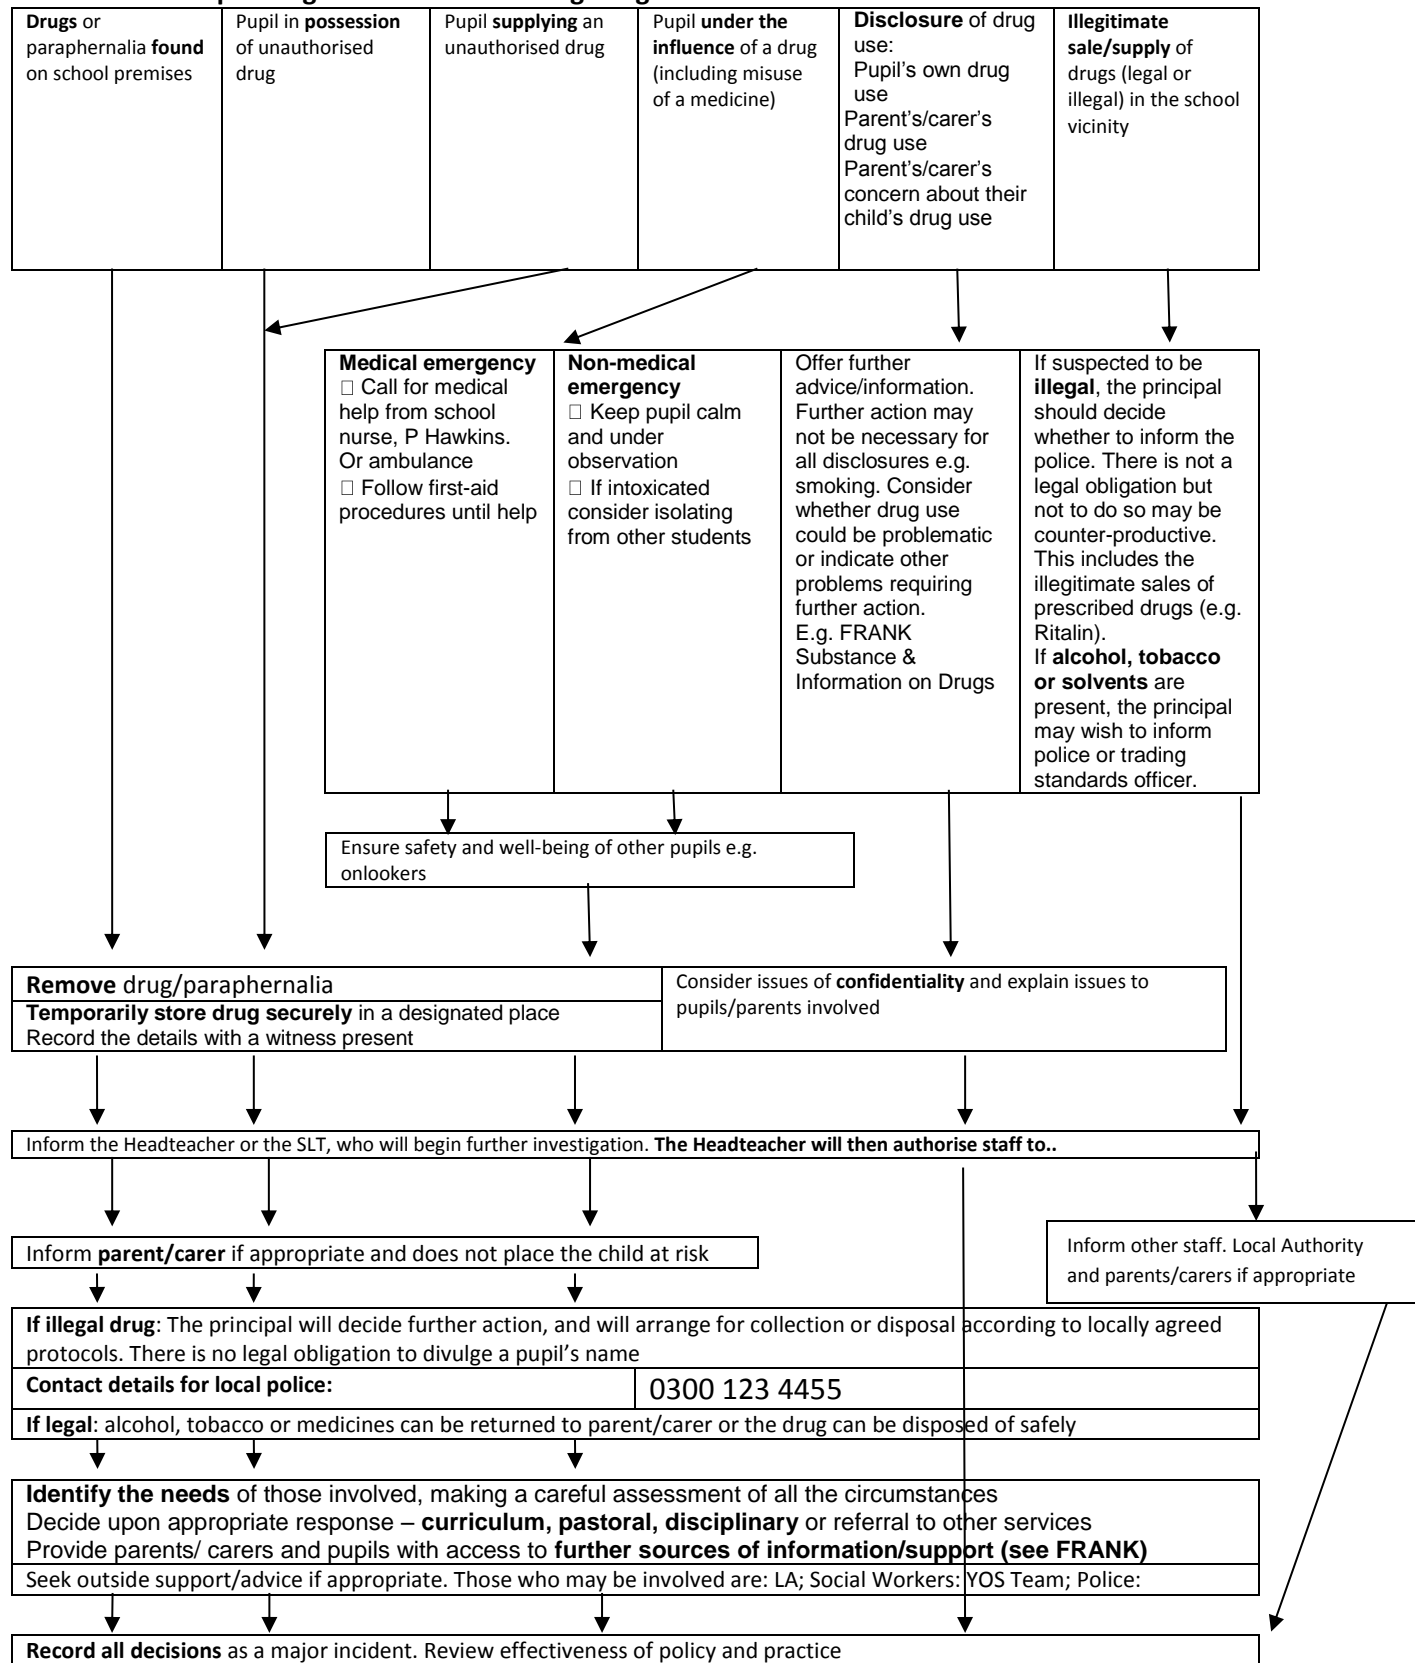 Drugs or
paraphernalia found
on school premises
Pupil in possession
of unauthorised
drug
Pupil supplying an
unauthorised drug
Pupil under the
influence of a drug
(including misuse
of a medicine)
Disclosure of drug
use:
Pupil's own drug
use
Parent's/carer's
drug use
Parent's/carer's
concern about their
child's drug use
Illegitimate
sale/supply of
drugs (legal or
illegal) in the school
vicinity
Medical emergency
□ Call for medical
help from school
nurse, P Hawkins.
Or ambulance
□ Follow first-aid
procedures until help
Non-medical
emergency
□ Keep pupil calm
and under
observation
□ If intoxicated
consider isolating
from other students
Offer further
advice/information.
Further action may
not be necessary for
all disclosures e.g.
smoking. Consider
whether drug use
could be problematic
or indicate other
problems requiring
further action.
E.g. FRANK
Substance &
Information on Drugs
If suspected to be
illegal, the principal
should decide
whether to inform the
police. There is not a
legal obligation but
not to do so may be
counter-productive.
This includes the
illegitimate sales of
prescribed drugs (e.g.
Ritalin).
If alcohol, tobacco
or solvents are
present, the principal
may wish to inform
police or trading
standards officer.
Ensure safety and well-being of other pupils e.g.
onlookers
Remove drug/paraphernalia
Temporarily store drug securely in a designated place
Record the details with a witness present
Consider issues of confidentiality and explain issues to
pupils/parents involved
Inform the Headteacher or the SLT, who will begin further investigation. The Headteacher will then authorise staff to..
Inform parent/carer if appropriate and does not place the child at risk
Inform other staff. Local Authority
and parents/carers if appropriate
If illegal drug: The principal will decide further action, and will arrange for collection or disposal according to locally agreed
protocols. There is no legal obligation to divulge a pupil's name
Contact details for local police:
0300 123 4455
If legal: alcohol, tobacco or medicines can be returned to parent/carer or the drug can be disposed of safely
Identify the needs of those involved, making a careful assessment of all the circumstances
Decide upon appropriate response – curriculum, pastoral, disciplinary or referral to other services
Provide parents/ carers and pupils with access to further sources of information/support (see FRANK)
Seek outside support/advice if appropriate. Those who may be involved are: LA; Social Workers: YOS Team; Police:
Record all decisions as a major incident. Review effectiveness of policy and practice